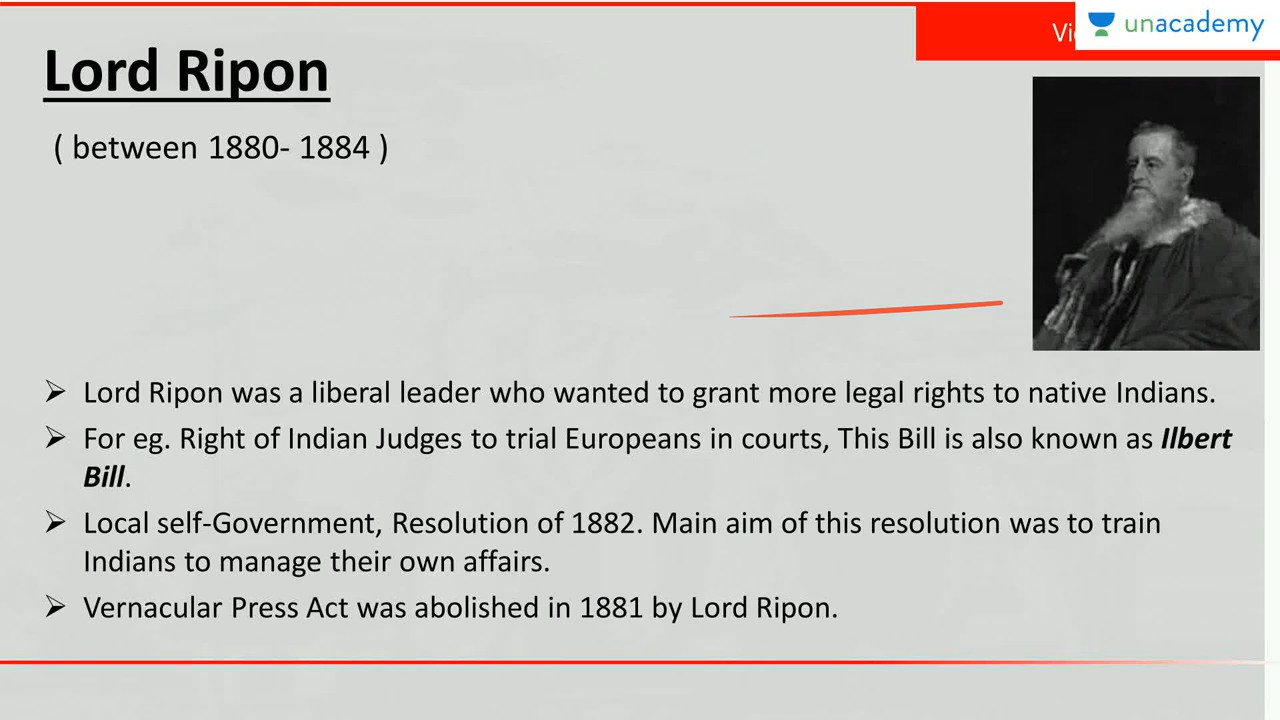 unacademy
Lord Ripon
( between 1880- 1884 )
➢ Lord Ripon was a liberal leader who wanted to grant more legal rights to native Indians.
➢ For eg. Right of Indian Judges to trial Europeans in courts, This Bill is also known as Ilbert
Bill.
➢ Local self-Government, Resolution of 1882. Main aim of this resolution was to train
Indians to manage their own affairs.
➢ Vernacular Press Act was abolished in 1881 by Lord Ripon.